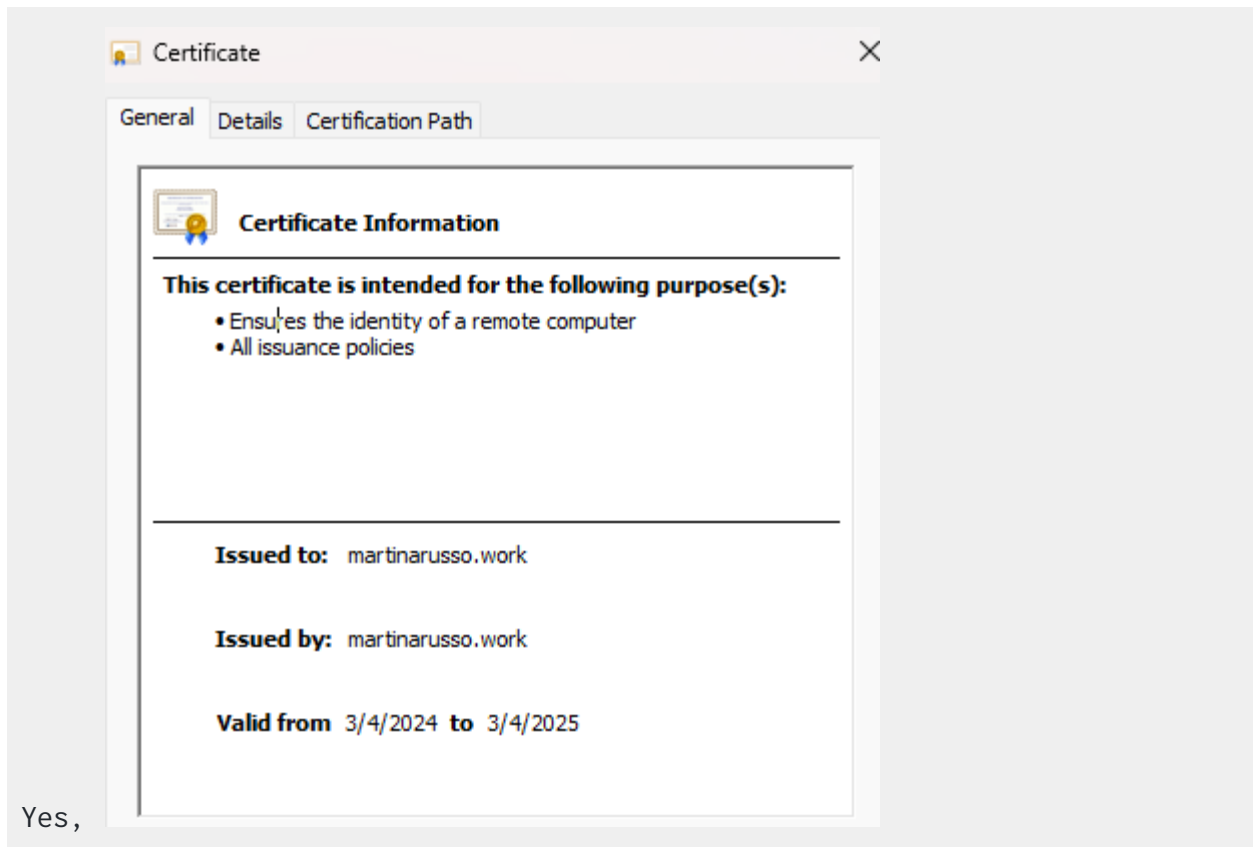 Certificate
General Details Certification Path
Certificate Information
This certificate is intended for the following purpose(s):
• Ensures the identity of a remote computer
• All issuance policies
Issued to: martinarusso.work
Issued by: martinarusso.work
Valid from 3/4/2024 to 3/4/2025
Yes,